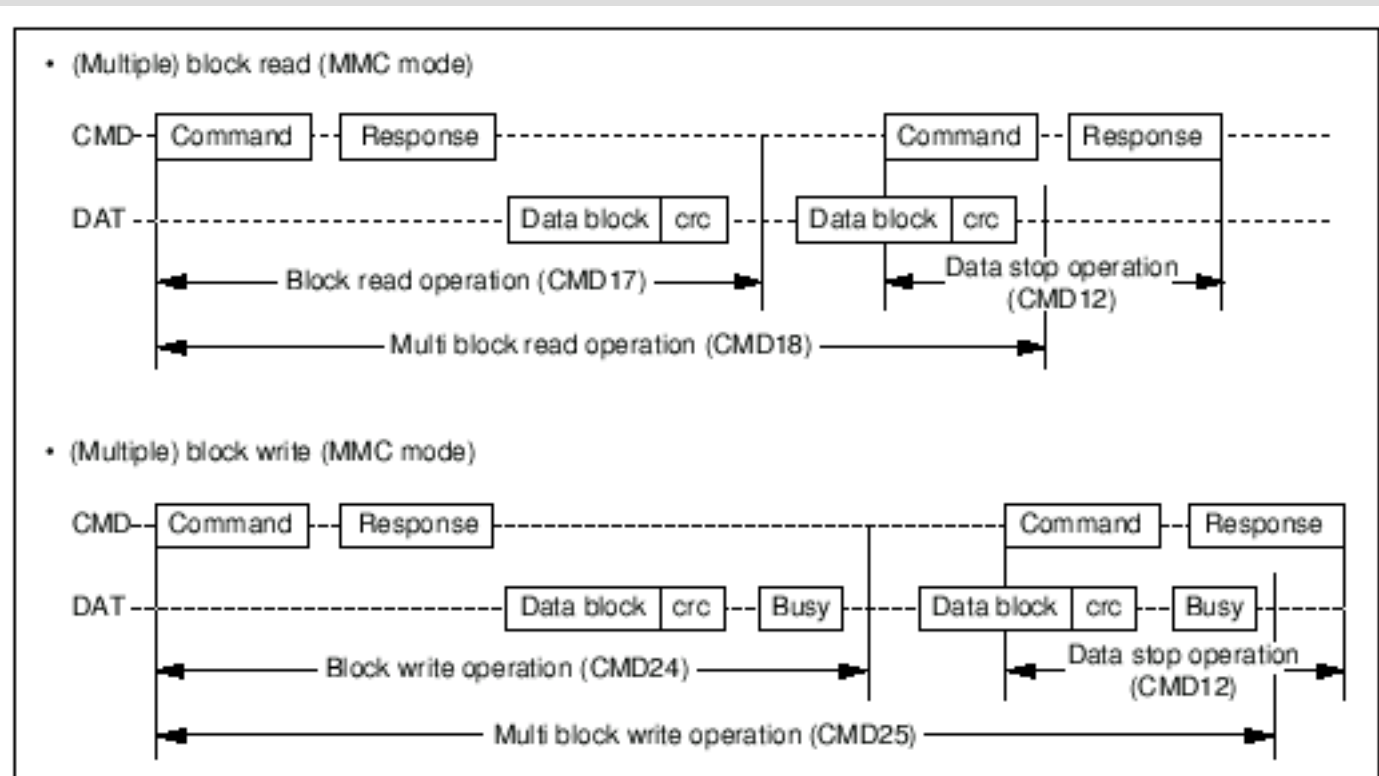 • (Multiple) block read (MMC mode)
CMD Command Response Command Response
DAT Data block crc Data block crc
Block read operation (CMD17) Data stop operation
(CMD12)
Multi block read operation (CMD18)
• (Multiple) block write (MMC mode)
CMD Command Response Command Response
DAT Data block crc Busy Data block crc Busy
Block write operation (CMD24) Data stop operation
(CMD12)
Multi block write operation (CMD25)